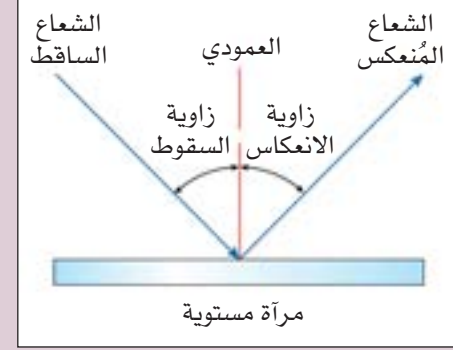 الشعاع
المُنعكس
العمودي
الشعاع
الساقط
زاوية
الانعكاس
زاوية
السقوط
مرآة مستوية